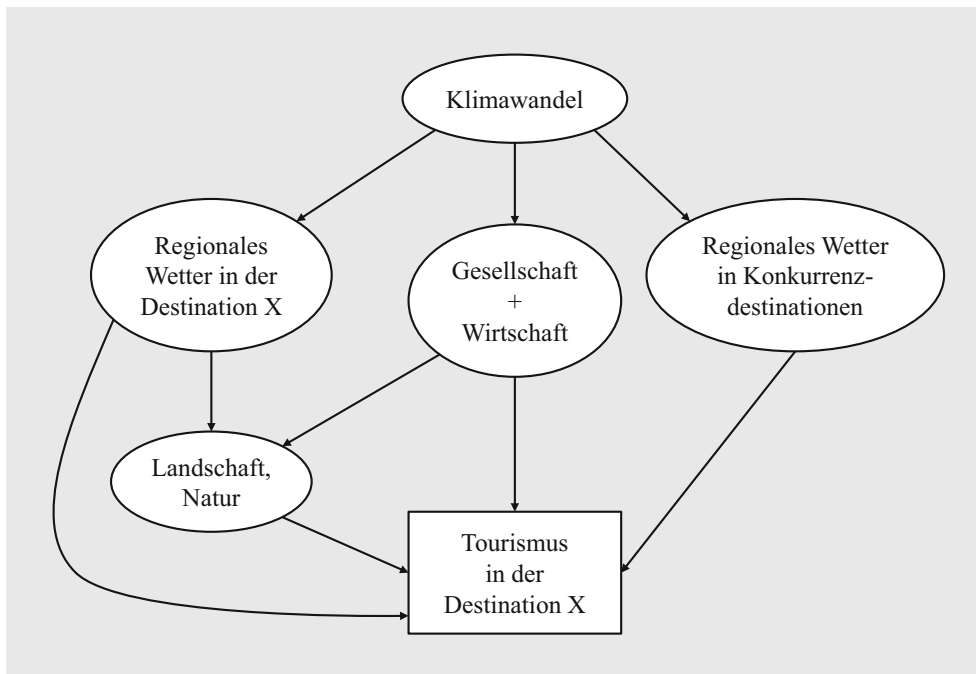 Klimawandel
Regionales
Wetter in der
Destination X
Gesellschaft
+
Wirtschaft
Regionales Wetter
in Konkurrenz-
destinationen
Landschaft,
Natur
Tourismus
in der
Destination X